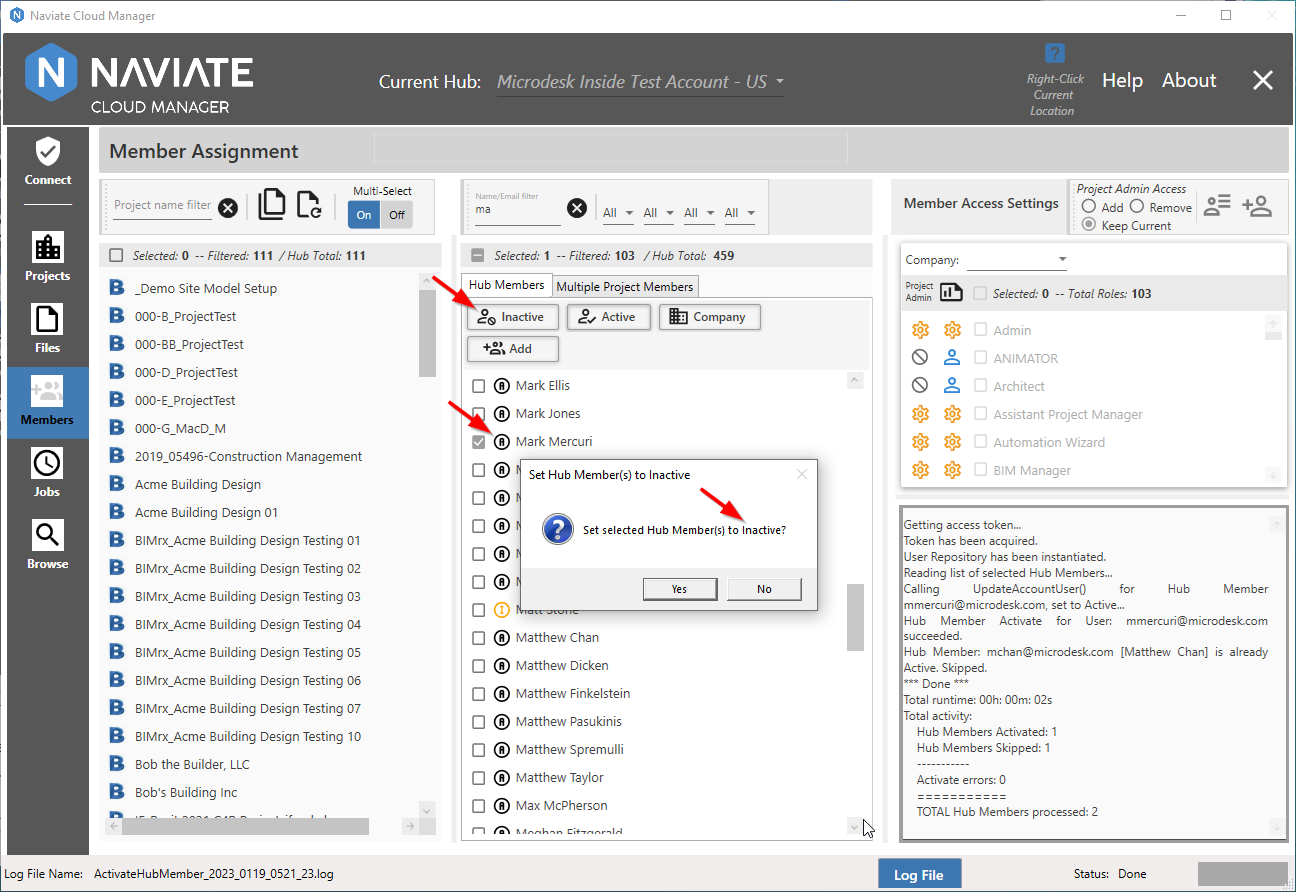 Naviate Cloud Manager
NAVIATE
CLOUD MANAGER
Current Hub: Microdesk Inside Test Account - US
?
Right-Click
Current
Location
Help
About
Connect
Projects
Files
Members
Jobs
Browse
Member Assignment
Project name filter
Multi-Select
On Off
Selected: 0 -- Filtered: 111 / Hub Total: 111
_Demo Site Model Setup
000-B_ProjectTest
000-BB_ProjectTest
000-D_ProjectTest
000-E_ProjectTest
000-G_MacD_M
2019_05496-Construction Management
Acme Building Design
Acme Building Design 01
BIMrx_Acme Building Design Testing 01
BIMrx_Acme Building Design Testing 02
BIMrx_Acme Building Design Testing 03
BIMrx_Acme Building Design Testing 04
BIMrx_Acme Building Design Testing 05
BIMrx_Acme Building Design Testing 06
BIMrx_Acme Building Design Testing 07
BIMrx_Acme Building Design Testing 10
Bob the Builder, LLC
Bob's Building Inc
Name/Email filter
ma
All All All All
Selected: 1 -- Filtered: 103 / Hub Total: 459
Hub Members
Multiple Project Members
Inactive
Active
Company
Add
Mark Ellis
Mark Jones
Mark Mercuri
Set Hub Member(s) to Inactive
Set selected Hub Member(s) to Inactive?
Yes
No
Matt Stone
Matthew Chan
Matthew Dicken
Matthew Finkelstein
Matthew Pasukinis
Matthew Spremulli
Matthew Taylor
Max McPherson
Meghan Fitzgerald
Member Access Settings
Project Admin Access
Add Remove
Keep Current
Company:
Project
Admin
Selected: 0 -- Total Roles: 103
Admin
ANIMATOR
Architect
Assistant Project Manager
Automation Wizard
BIM Manager
Getting access token...
Token has been acquired.
User Repository has been instantiated.
Reading list of selected Hub Members...
Calling UpdateAccountUser() for Hub Member
mmercuri@microdesk.com, set to Active...
Hub Member Activate for User: mmercuri@microdesk.com
succeeded.
Hub Member: mchan@microdesk.com [Matthew Chan] is already
Active. Skipped.
*** Done ***
Total runtime: 00h: 00m: 02s
Total activity:
Hub Members Activated: 1
Hub Members Skipped: 1
-----------
Activate errors: 0
===========
TOTAL Hub Members processed: 2
Log File Name: ActivateHubMember_2023_0119_0521_23.log
Log File
Status: Done